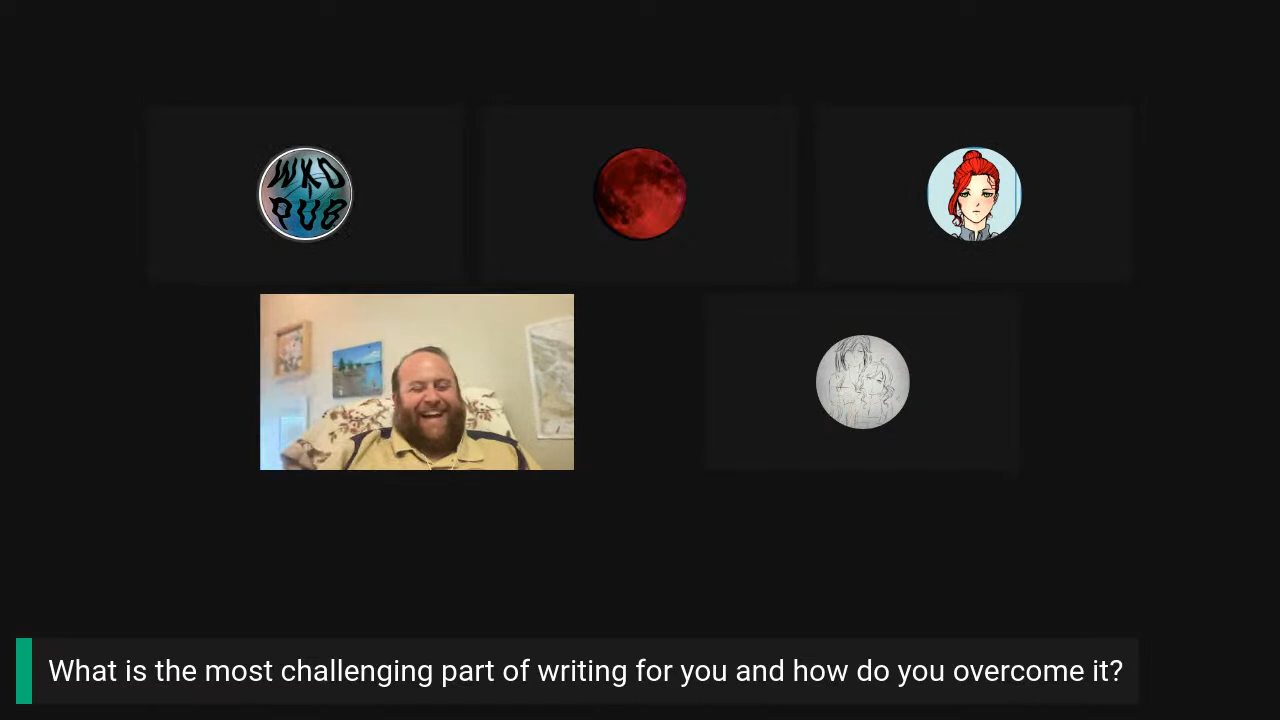 WKD
PUB
What is the most challenging part of writing for you and how do you overcome it?